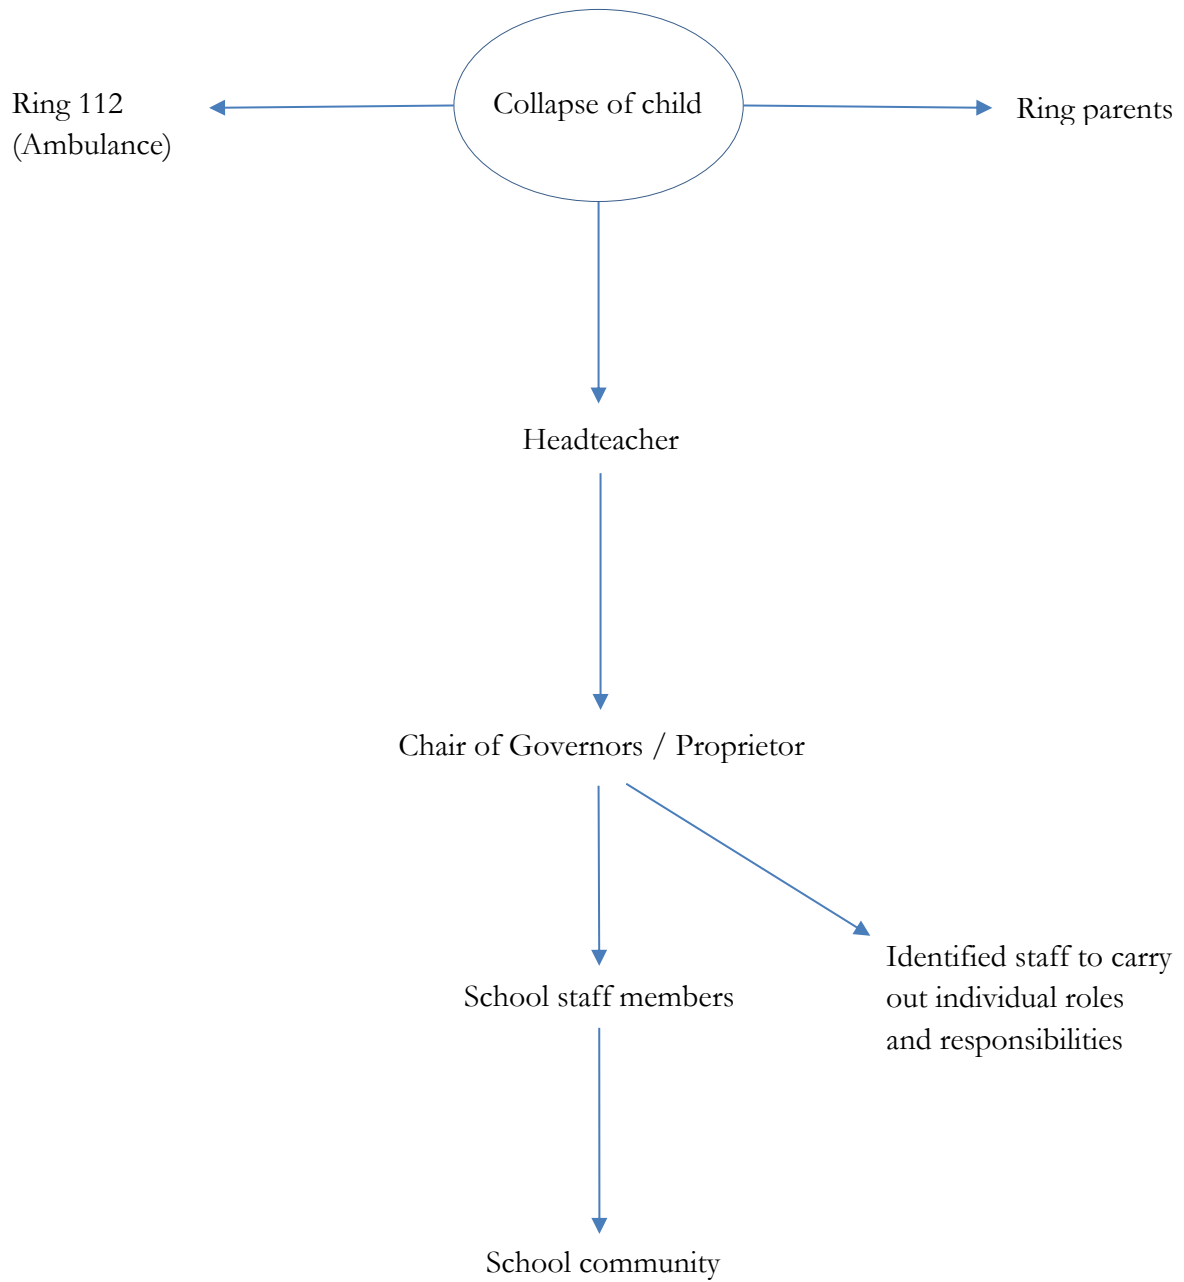 Ring 112
(Ambulance)
Collapse of child
Ring parents
Headteacher
Chair of Governors / Proprietor
School staff members
Identified staff to carry
out individual roles
and responsibilities
School community